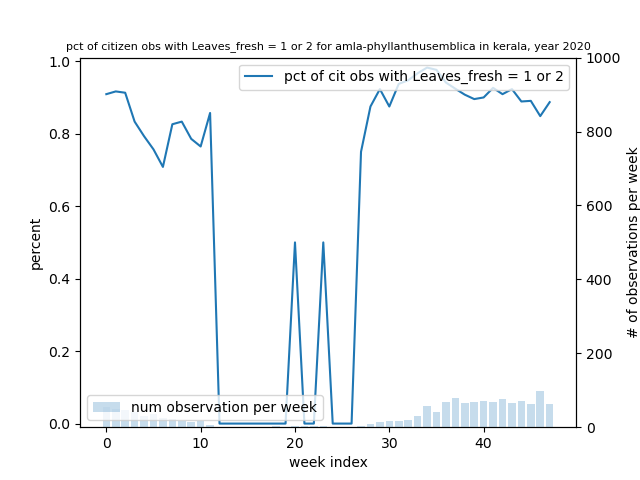 pct of citizen obs with Leaves_fresh = 1 or 2 for amla-phyllanthusemblica in kerala, year 2020
pct of cit obs with Leaves_fresh = 1 or 2
num observation per week
percent
1.0
0.8
0.6
0.4
0.2
0.0
0
10
20
30
40
week index
1000
800
600
400
200
0
# of observations per week